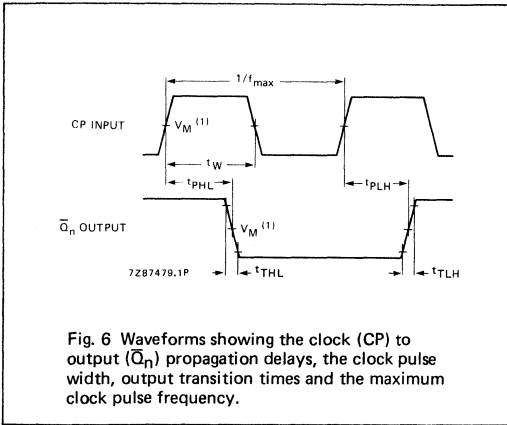 1/fmax
CP INPUT
VM (1)
tW
tPHL
tPLH
Q̅n OUTPUT
VM (1)
7Z87479.1P
tTHL
tTLH
Fig. 6 Waveforms showing the clock (CP) to
output (Q̅n) propagation delays, the clock pulse
width, output transition times and the maximum
clock pulse frequency.